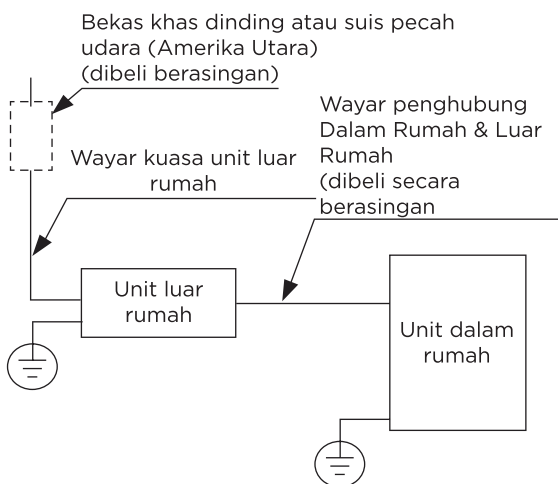 Bekas khas dinding atau suis pecah
udara (Amerika Utara)
(dibeli berasingan)
Wayar penghubung
Dalam Rumah & Luar
Rumah
(dibeli secara
berasingan
Wayar kuasa unit luar
rumah
Unit luar
rumah
Unit dalam
rumah